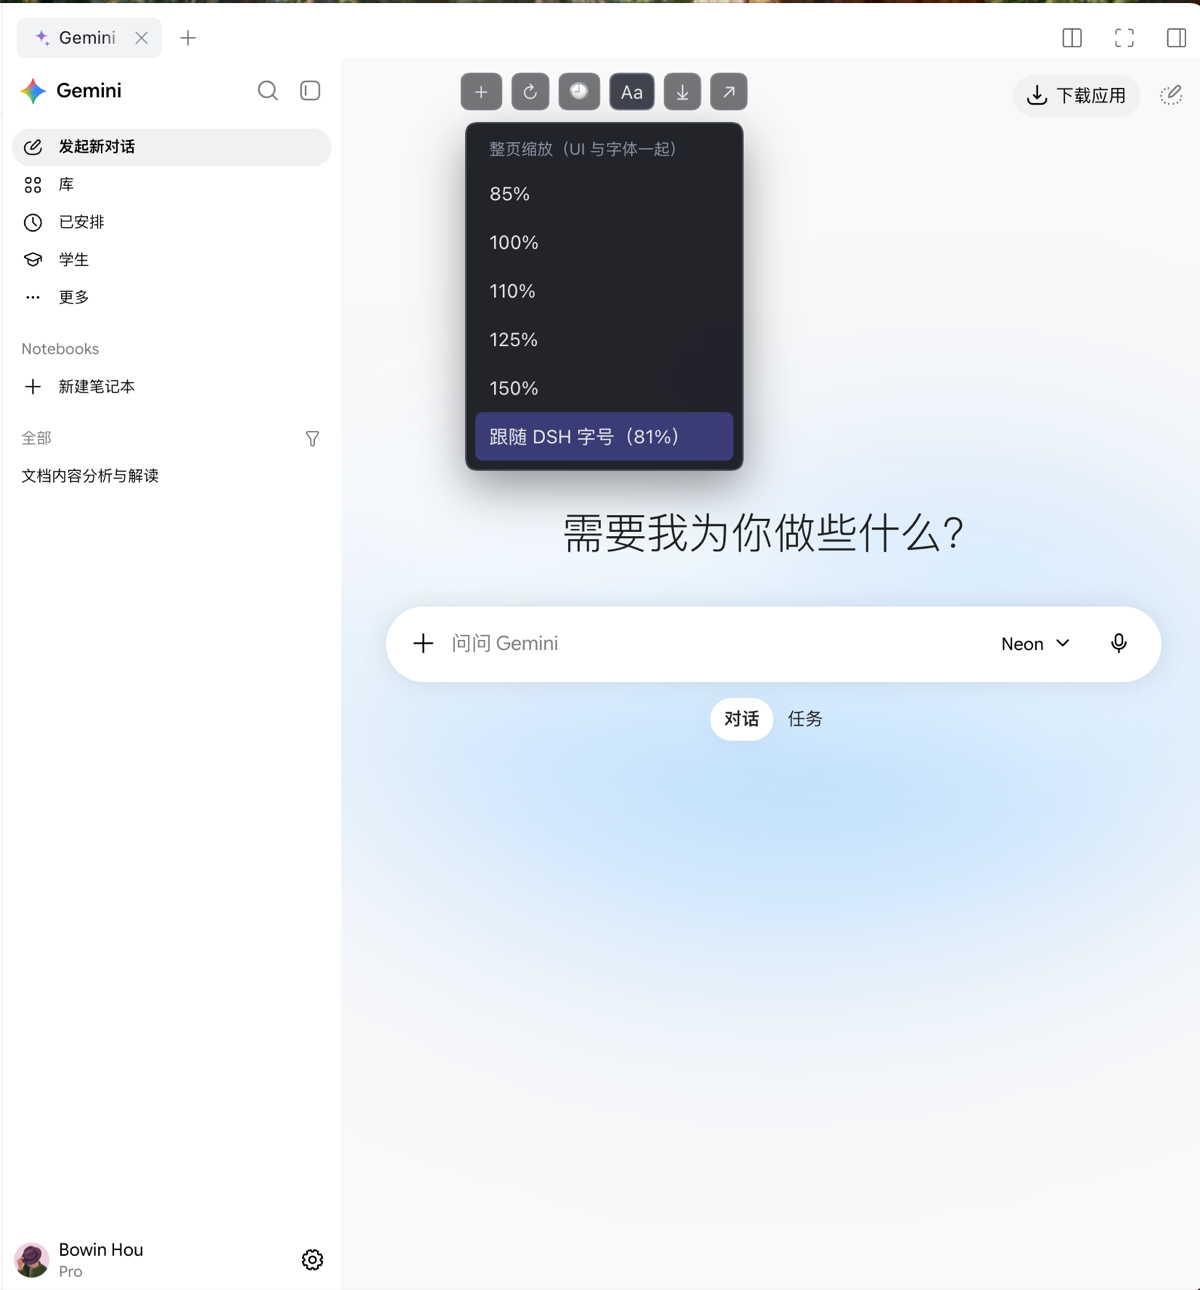 Gemini
Gemini
Aa
下载应用
发起新对话
库
已安排
学生
更多
Notebooks
新建笔记本
全部
文档内容分析与解读
整页缩放（UI 与字体一起）
85%
100%
110%
125%
150%
跟随 DSH 字号（81%）
需要我为你做些什么？
问问 Gemini
Neon
对话
任务
Bowin Hou
Pro